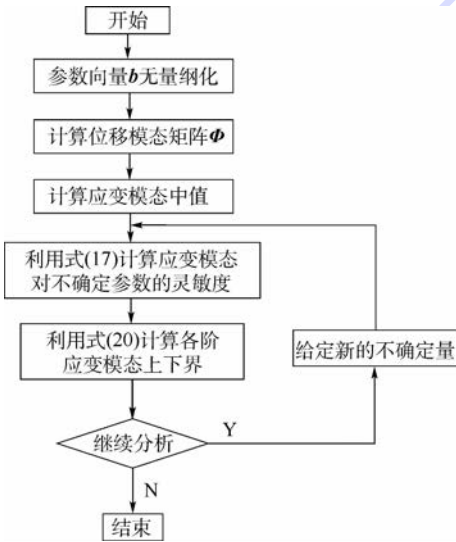 开始
参数向量b无量纲化
计算位移模态矩阵Φ
计算应变模态中值
利用式(17)计算应变模态
对不确定参数的灵敏度
利用式(20)计算各阶
应变模态上下界
给定新的不确定量
继续分析
Y
N
结束